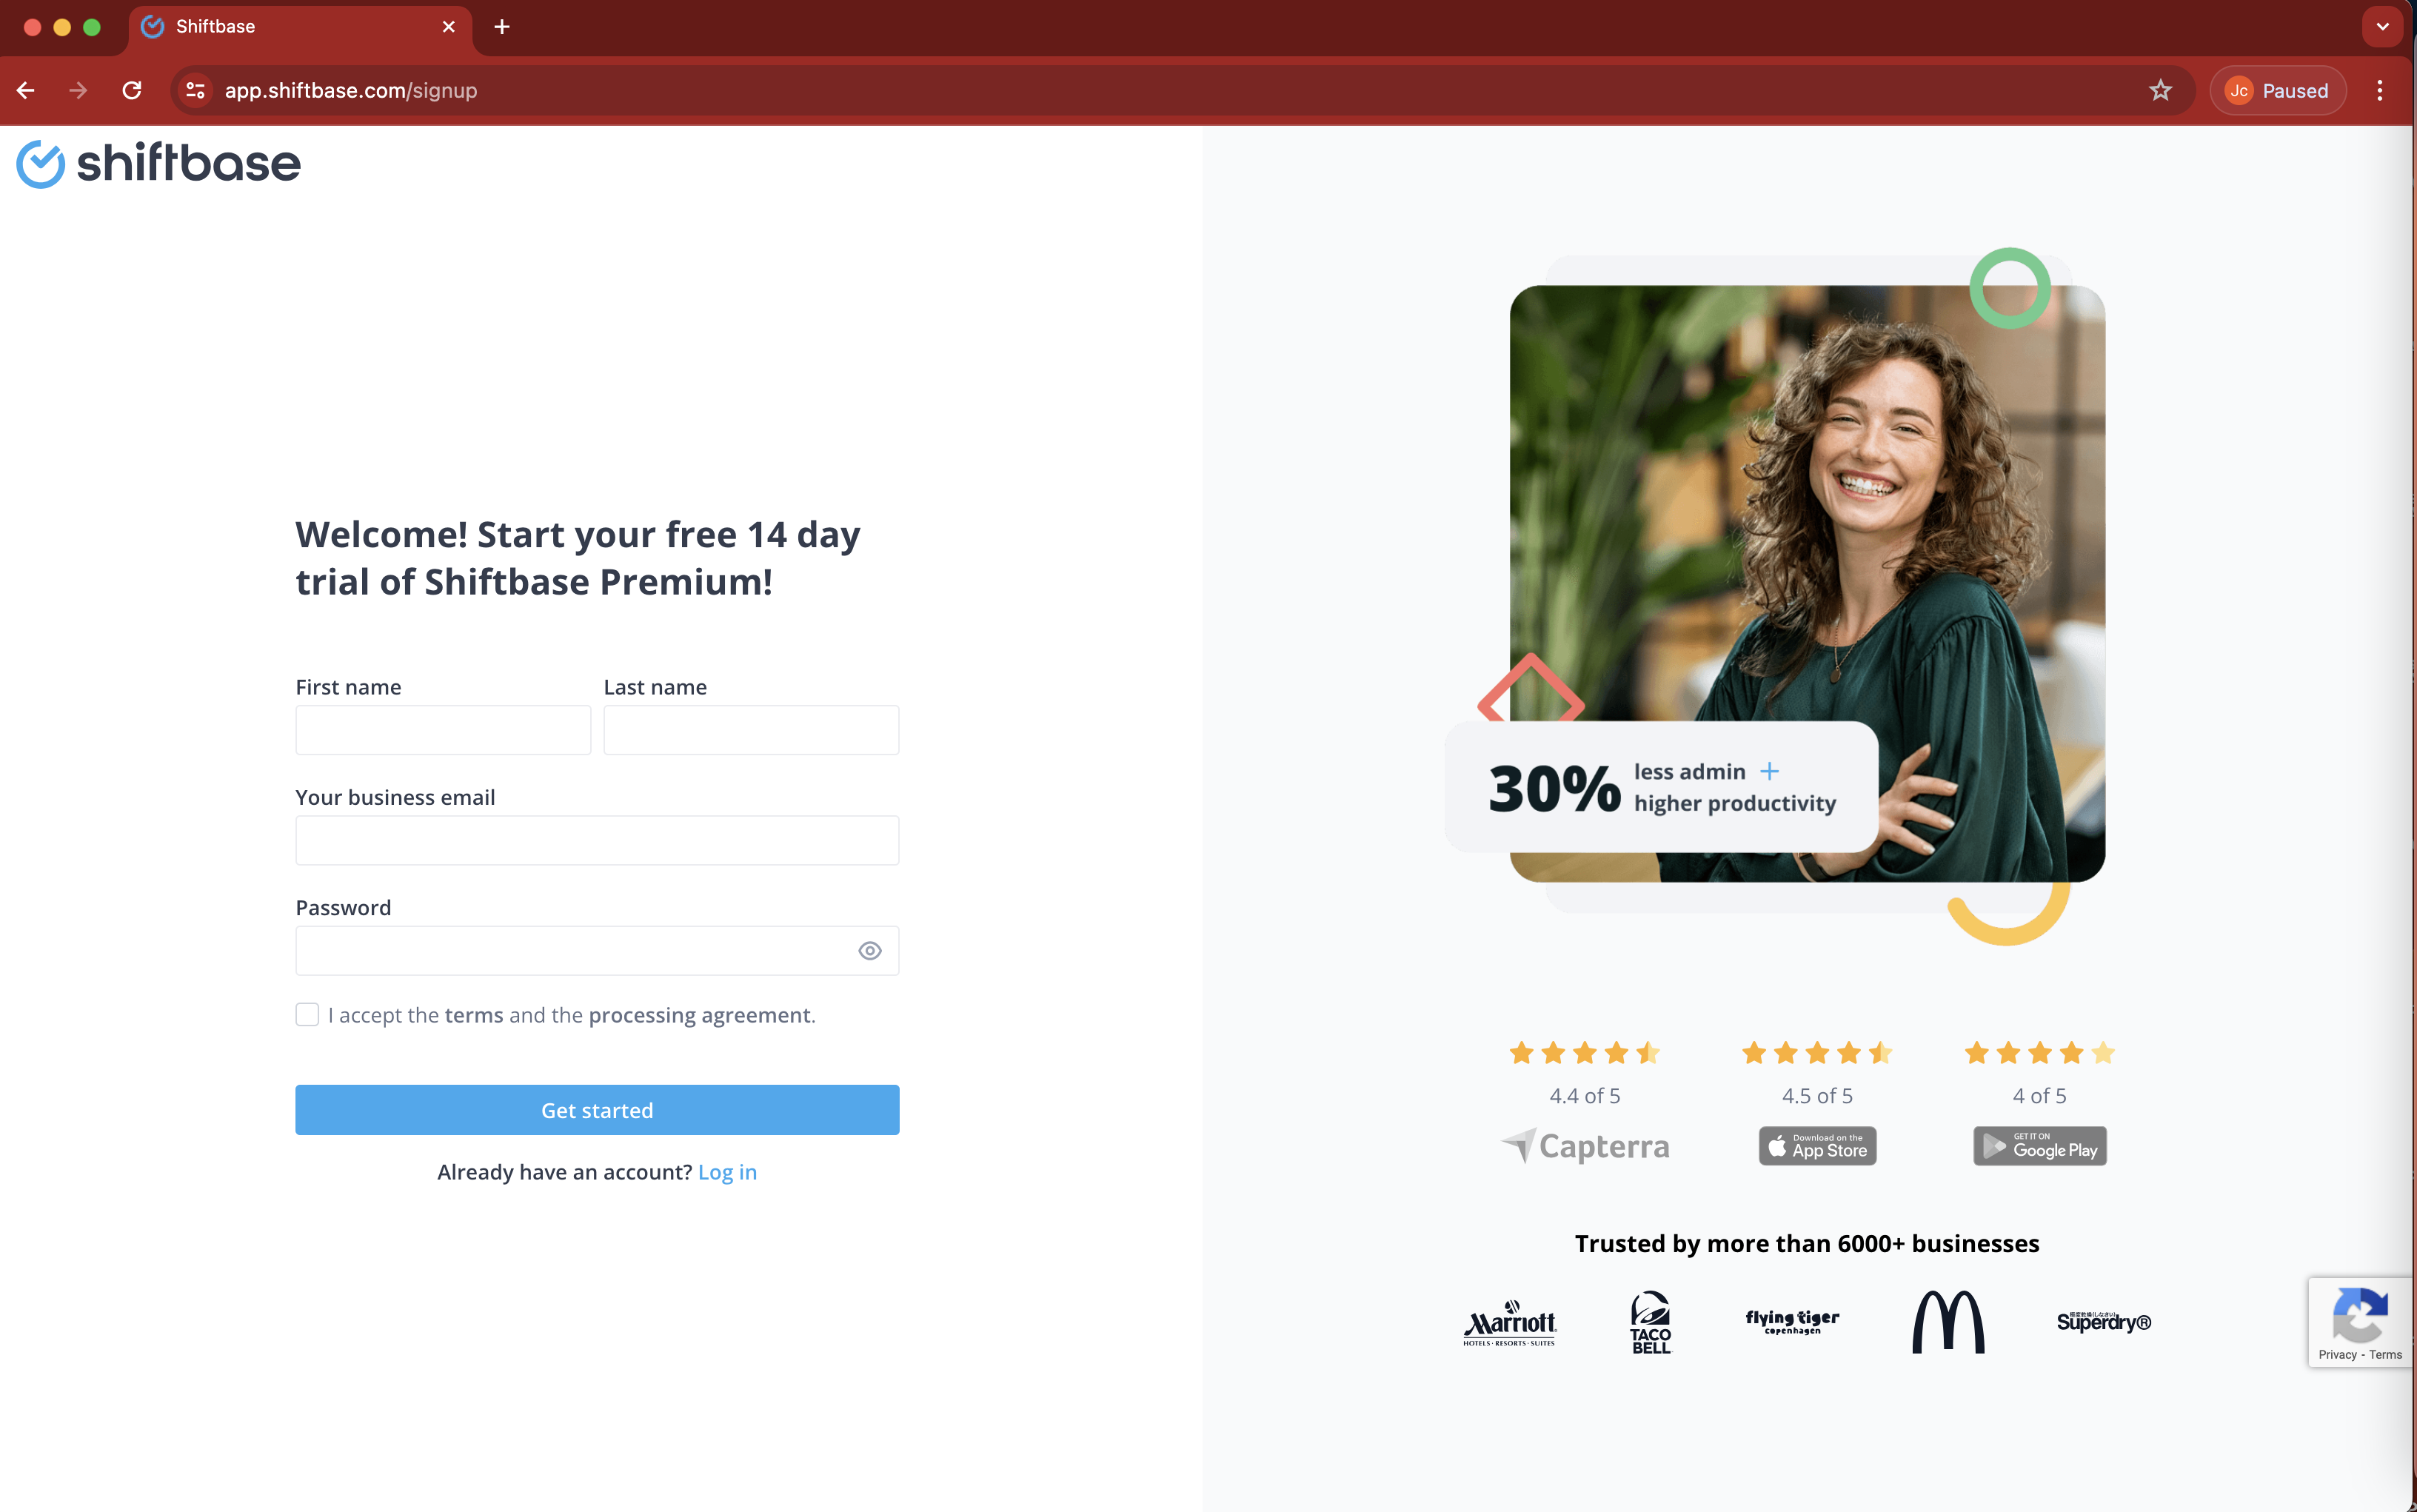 Shiftbase
app.shiftbase.com/signup
Jc Paused
shiftbase
Welcome! Start your free 14 day
trial of Shiftbase Premium!
First name Last name
Your business email
Password
I accept the terms and the processing agreement.
Get started
Already have an account? Log in
30% less admin +
higher productivity
4.4 of 5 4.5 of 5 4 of 5
Capterra
Download on the
App Store
GET IT ON
Google Play
Trusted by more than 6000+ businesses
Marriott
HOTELS · RESORTS · SUITES
TACO
BELL
flying tiger
copenhagen
Superdry®
Privacy - Terms